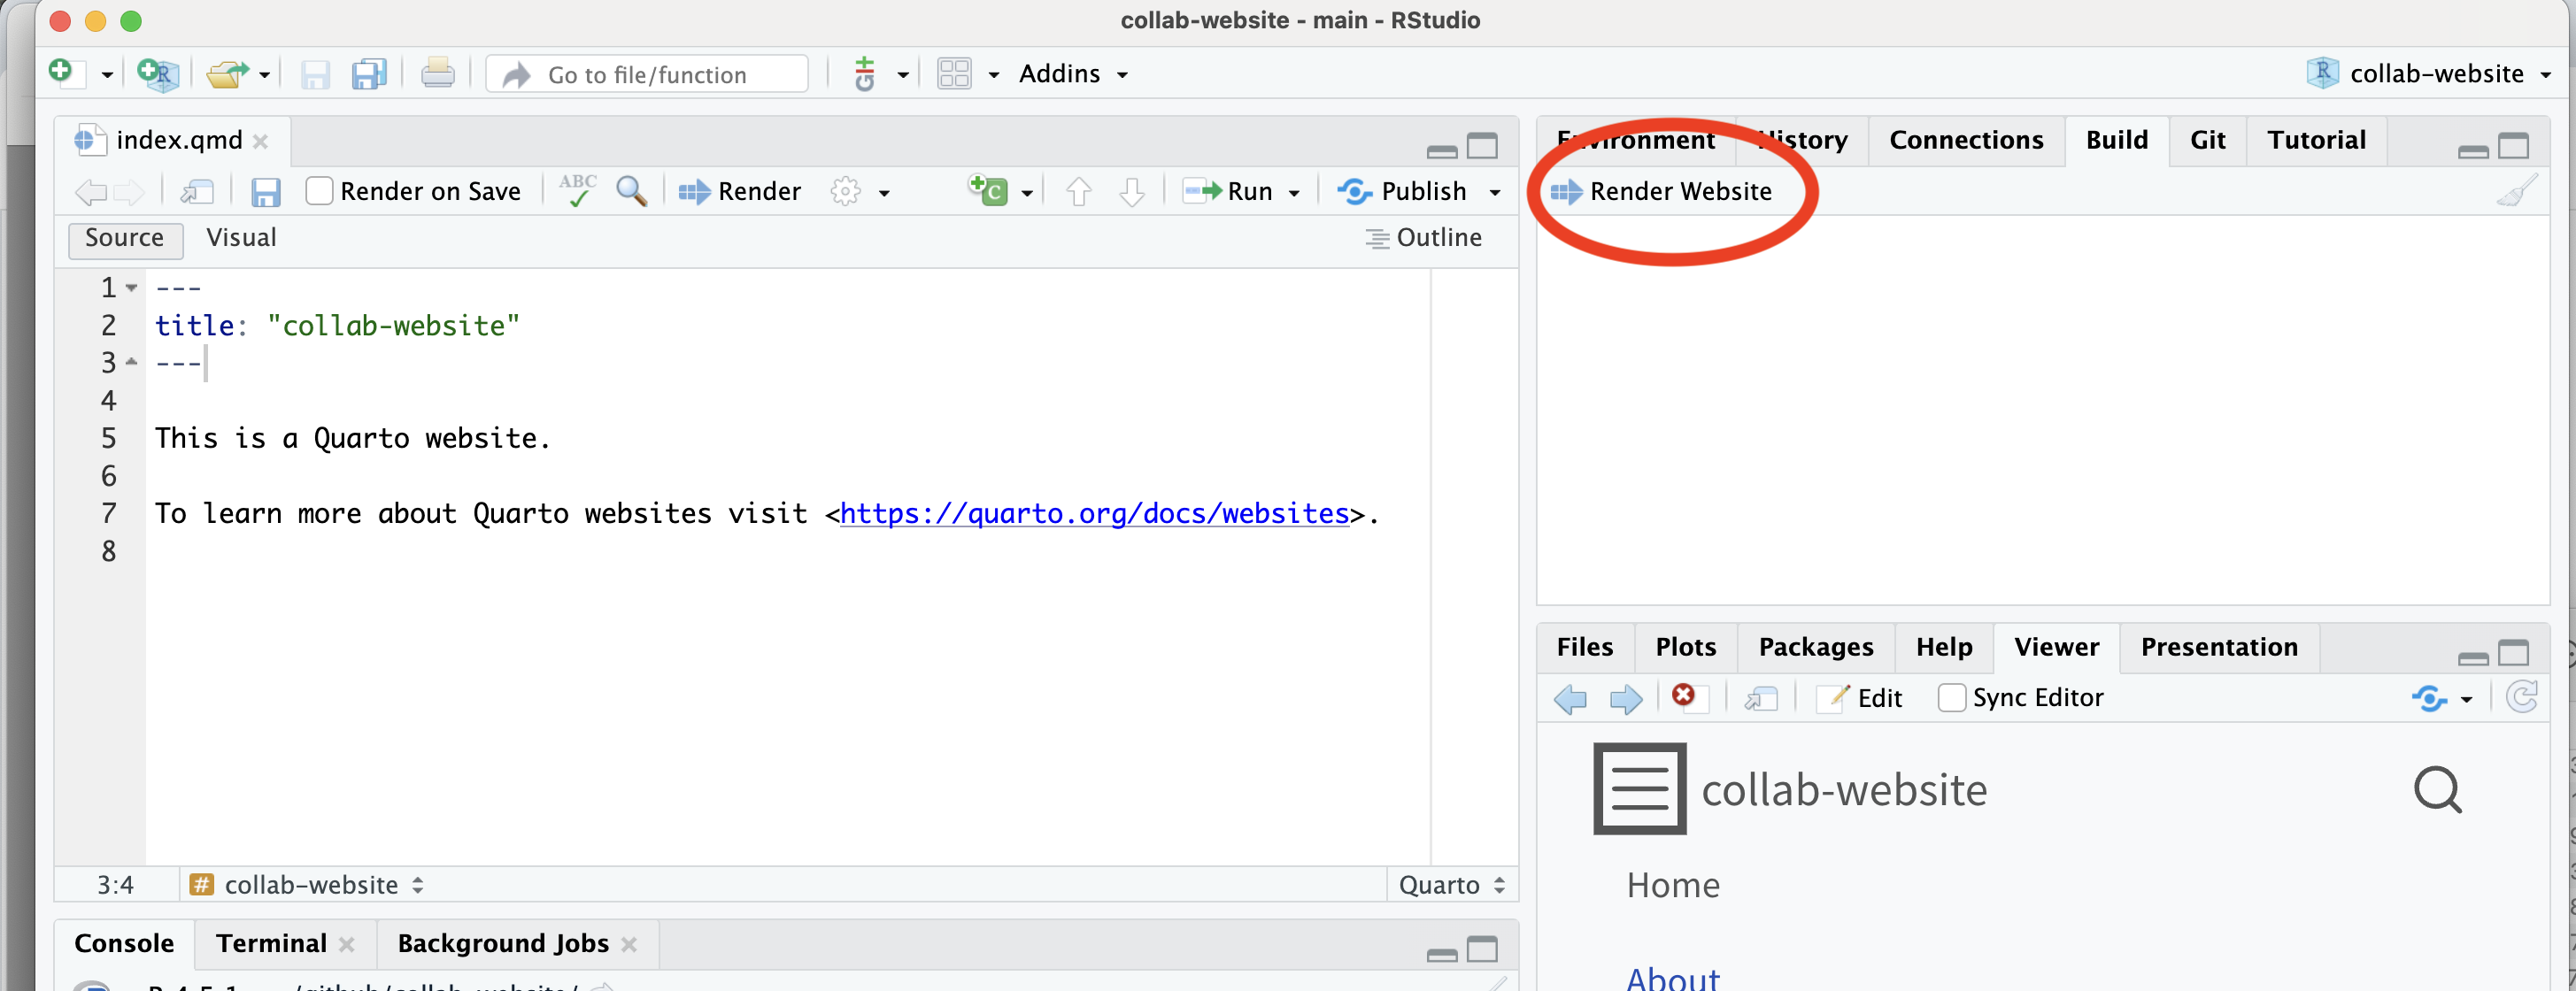 collab-website - main - RStudio
Go to file/function
Addins
collab-website
index.qmd
Render on Save
ABC
Render
Run
Publish
Source
Visual
Outline
1 ---
2 title: "collab-website"
3 ---
4
5 This is a Quarto website.
6
7 To learn more about Quarto websites visit <https://quarto.org/docs/websites>.
8
3:4
# collab-website
Quarto
Console
Terminal
Background Jobs
Environment
History
Connections
Build
Git
Tutorial
Render Website
Files
Plots
Packages
Help
Viewer
Presentation
Edit
Sync Editor
collab-website
Home
About